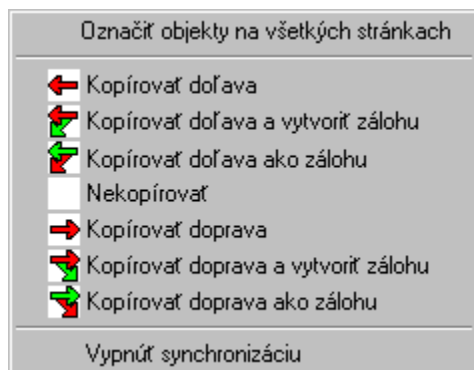 Označiť objekty na všetkých stránkach
Kopírovať doľava
Kopírovať doľava a vytvoriť zálohu
Kopírovať doľava ako zálohu
Nekopírovať
Kopírovať doprava
Kopírovať doprava a vytvoriť zálohu
Kopírovať doprava ako zálohu
Vypnúť synchronizáciu